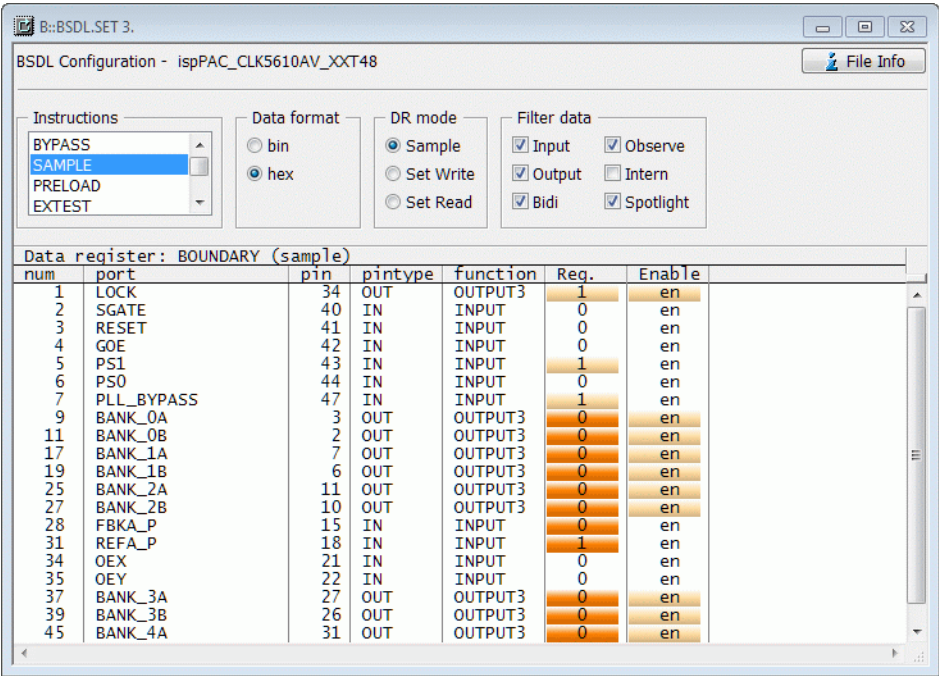 B::BSDL.SET 3.
BSDL Configuration - ispPAC_CLK5610AV_XXT48
File Info
Instructions
BYPASS
SAMPLE
PRELOAD
EXTEST
Data format
bin
hex
DR mode
Sample
Set Write
Set Read
Filter data
Input
Observe
Output
Intern
Bidi
Spotlight
Data register: BOUNDARY (sample)
num port pin pintype function Reg. Enable
1 LOCK 34 OUT OUTPUT3 1 en
2 SGATE 40 IN INPUT 0 en
3 RESET 41 IN INPUT 0 en
4 GOE 42 IN INPUT 0 en
5 PS1 43 IN INPUT 1 en
6 PS0 44 IN INPUT 0 en
7 PLL_BYPASS 47 IN INPUT 1 en
9 BANK_0A 3 OUT OUTPUT3 0 en
11 BANK_0B 2 OUT OUTPUT3 0 en
17 BANK_1A 7 OUT OUTPUT3 0 en
19 BANK_1B 6 OUT OUTPUT3 0 en
25 BANK_2A 11 OUT OUTPUT3 0 en
27 BANK_2B 10 OUT OUTPUT3 0 en
28 FBKA_P 15 IN INPUT 0 en
31 REFA_P 18 IN INPUT 1 en
34 OEX 21 IN INPUT 0 en
35 OEY 22 IN INPUT 0 en
37 BANK_3A 27 OUT OUTPUT3 0 en
39 BANK_3B 26 OUT OUTPUT3 0 en
45 BANK_4A 31 OUT OUTPUT3 0 en